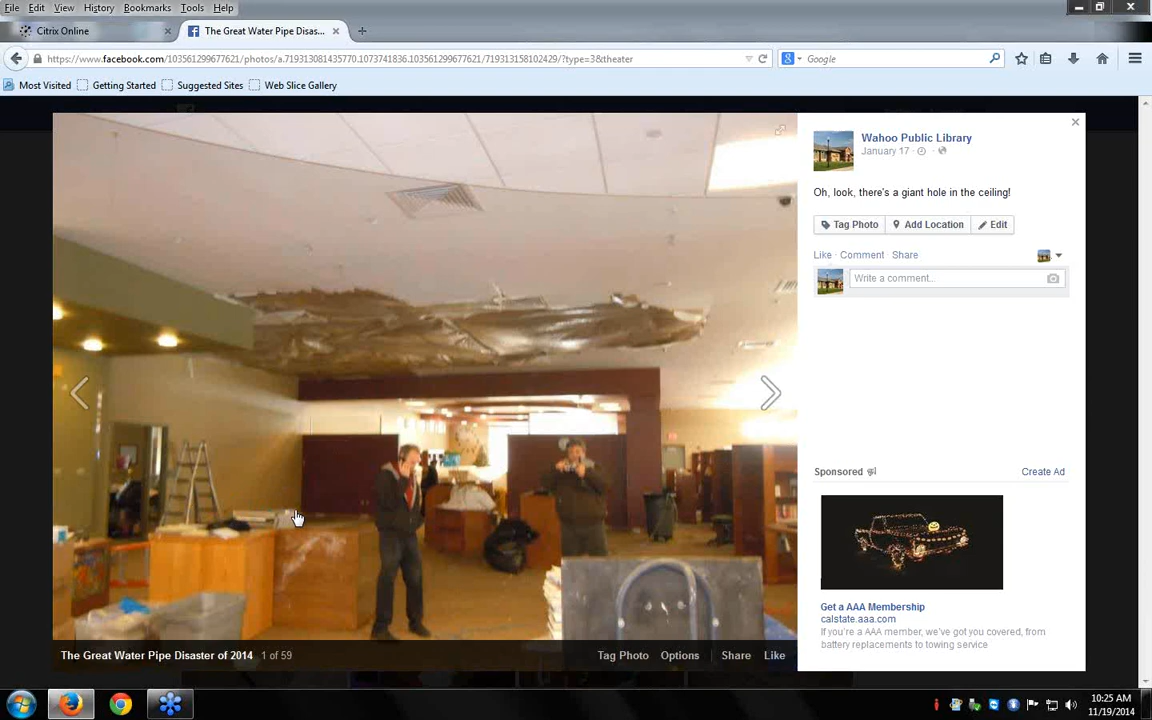 File Edit View History Bookmarks Tools Help
Citrix Online
The Great Water Pipe Disas...
https://www.facebook.com/103561299677621/photos/a.719313081435770.1073741836.103561299677621/719313158102429/?type=3&theater
Google
Most Visited Getting Started Suggested Sites Web Slice Gallery
Wahoo Public Library
January 17
Oh, look, there's a giant hole in the ceiling!
Tag Photo Add Location Edit
Like · Comment · Share
Write a comment...
Sponsored
Create Ad
Get a AAA Membership
calstate.aaa.com
If you're a AAA member, we've got you covered, from
battery replacements to towing service
The Great Water Pipe Disaster of 2014 1 of 59
Tag Photo Options Share Like
10:25 AM
11/19/2014